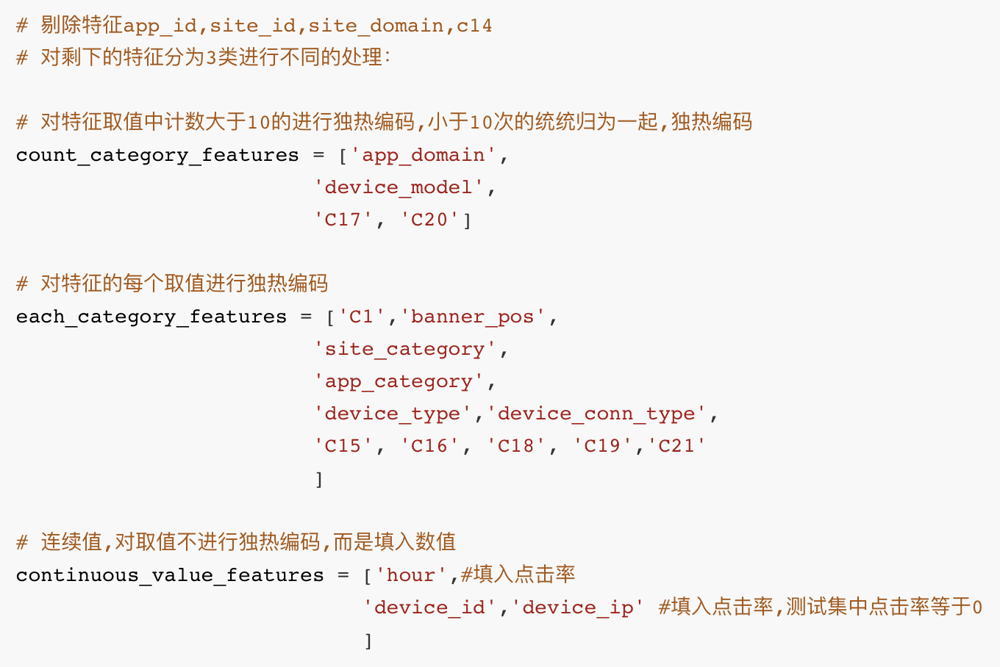 # 剔除特征app_id,site_id,site_domain,c14
# 对剩下的特征分为3类进行不同的处理：
# 对特征取值中计数大于10的进行独热编码,小于10次的统统归为一起,独热编码
count_category_features = ['app_domain',
'device_model',
'C17', 'C20']
# 对特征的每个取值进行独热编码
each_category_features = ['C1','banner_pos',
'site_category',
'app_category',
'device_type','device_conn_type',
'C15', 'C16', 'C18', 'C19','C21'
]
# 连续值,对取值不进行独热编码,而是填入数值
continuous_value_features = ['hour',#填入点击率
'device_id','device_ip' #填入点击率,测试集中点击率等于0
]